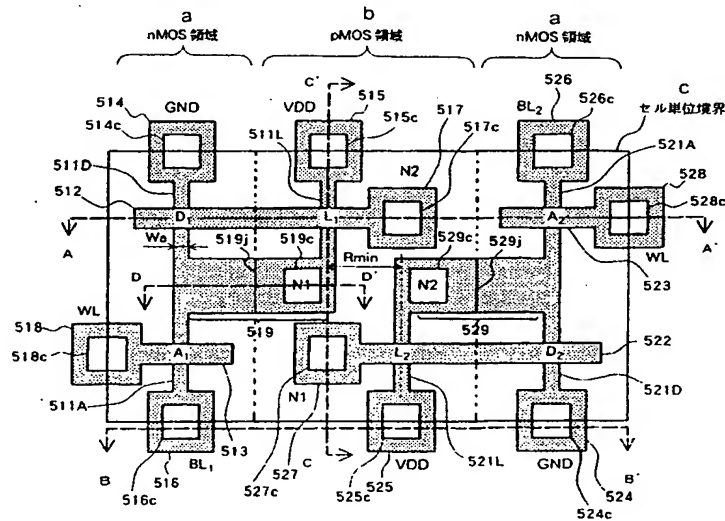 a
b
a
nMOS 領域
pMOS 領域
nMOS 領域
C'
C
セル単位境界
514
GND
VDD
515
BL₂
526
514c
515c
517
526c
511D
511L
517c
521A
512
N2
528
528c
D₁
L₁
A₂
A
A'
Wa
519j
519c
529c
529j
WL
523
D
N1
Rmin
D'
N2
WL
518
519
529
518c
N1
522
A₁
L₂
D₂
511A
521D
B
516
BL₁
513
527
C
525
VDD
521L
GND
524
B'
516c
527c
525c
524c